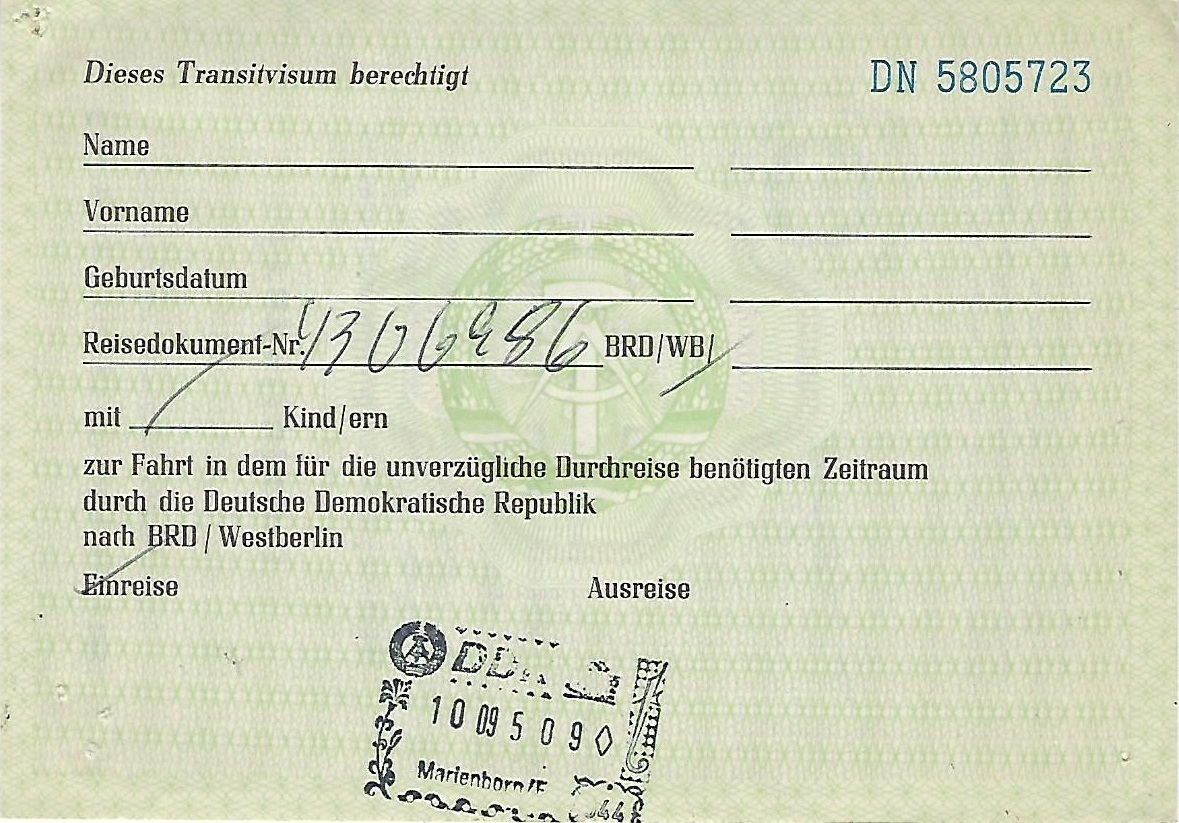 Dieses Transitvisum berechtigt
DN 5805723
Name
Vorname
Geburtsdatum
Reisedokument-Nr. BRD/WB/
mit Kind/ern
zur Fahrt in dem für die unverzügliche Durchreise benötigten Zeitraum
durch die Deutsche Demokratische Republik
nach BRD / Westberlin
Einreise Ausreise
DDR
10 09 5 0 9
Marienborn/E
44